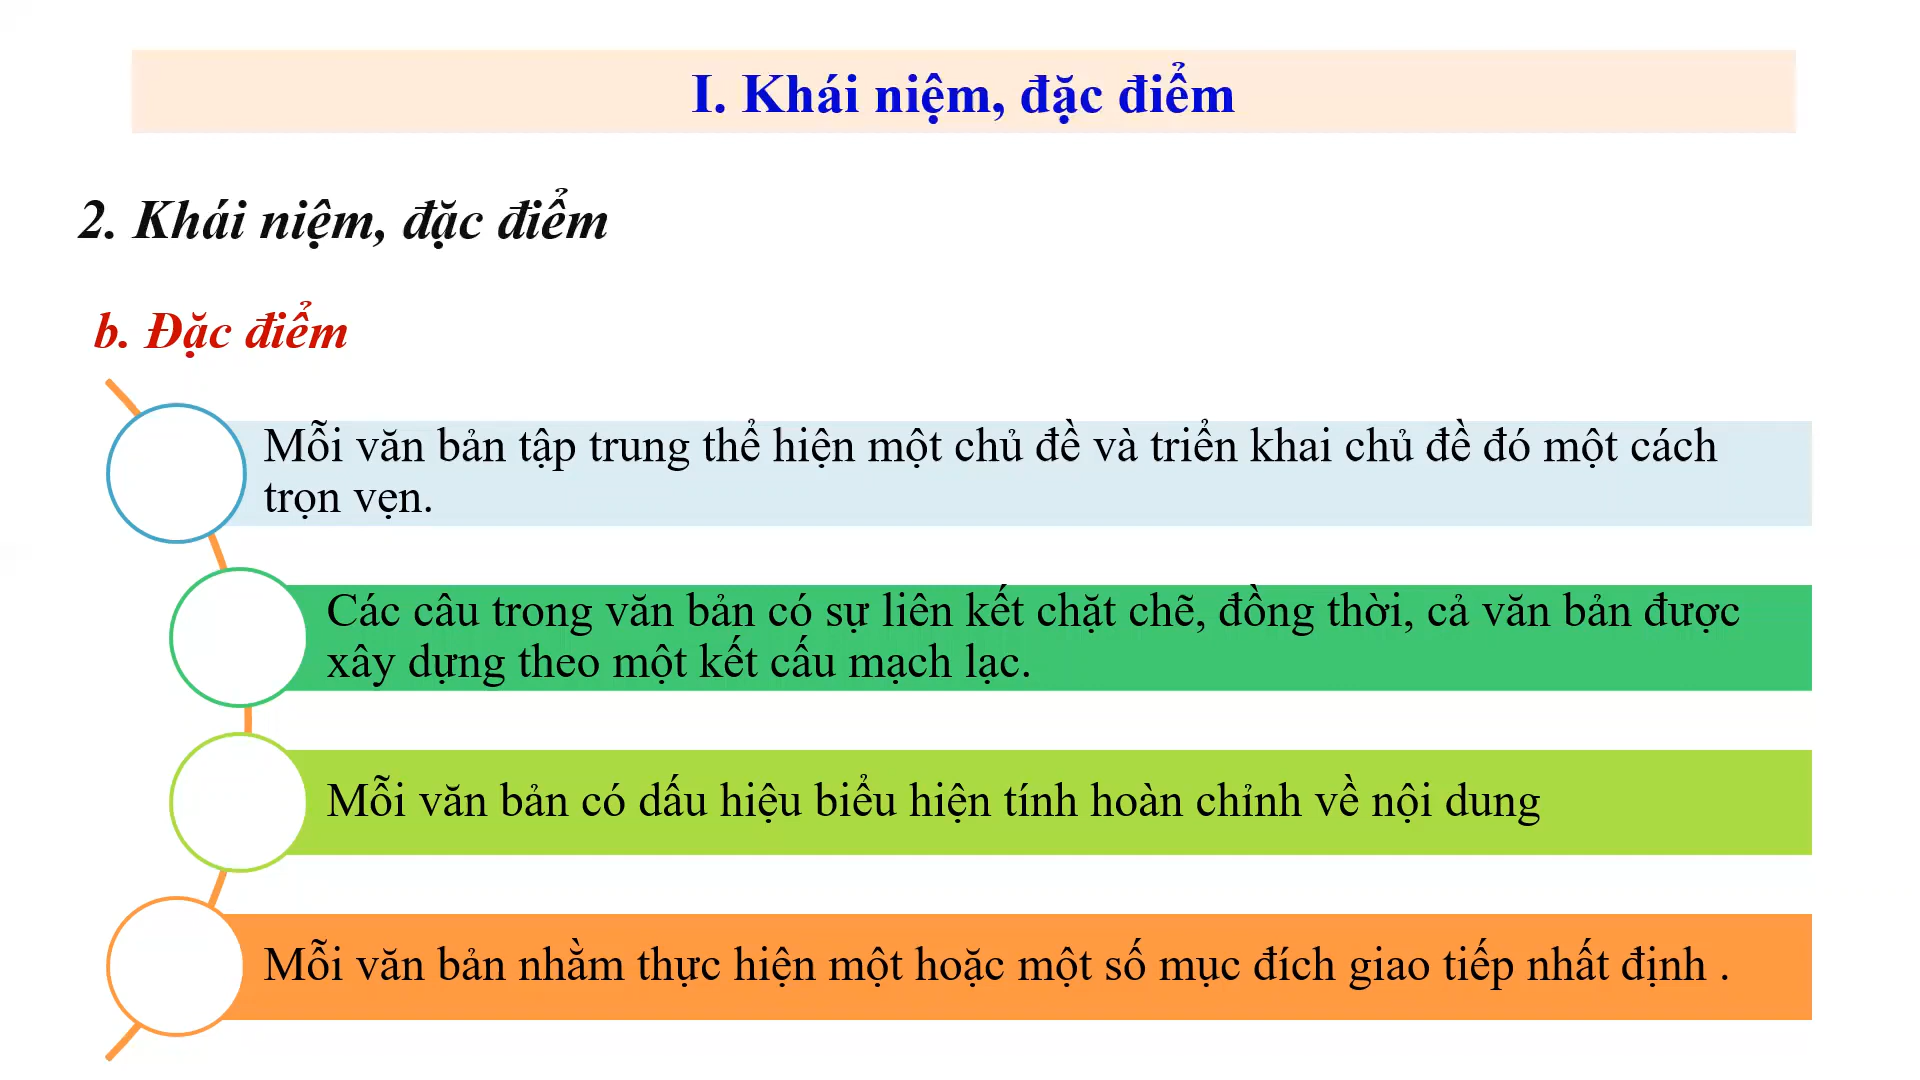 I. Khái niệm, đặc điểm
2. Khái niệm, đặc điểm
b. Đặc điểm
Mỗi văn bản tập trung thể hiện một chủ đề và triển khai chủ đề đó một cách
trọn vẹn.
Các câu trong văn bản có sự liên kết chặt chẽ, đồng thời, cả văn bản được
xây dựng theo một kết cấu mạch lạc.
Mỗi văn bản có dấu hiệu biểu hiện tính hoàn chỉnh về nội dung
Mỗi văn bản nhằm thực hiện một hoặc một số mục đích giao tiếp nhất định .